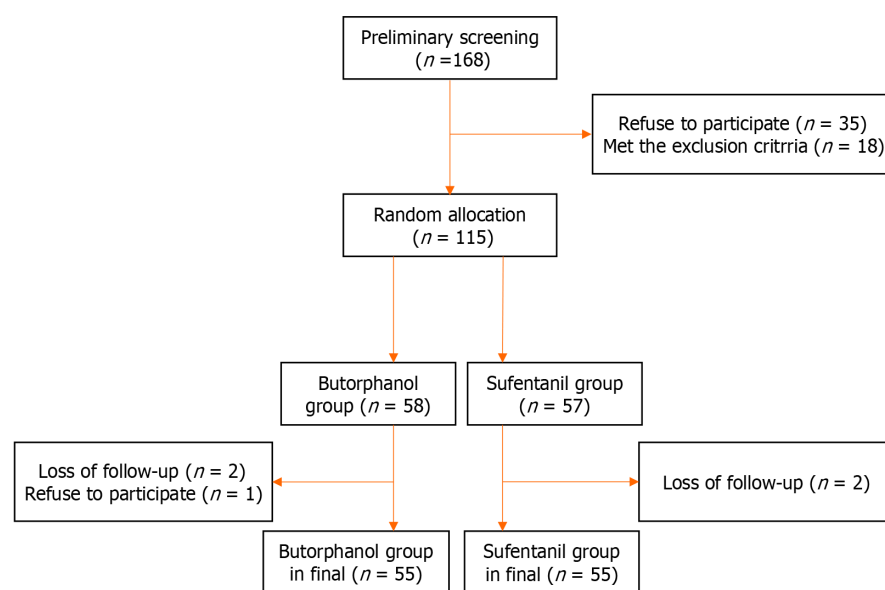 Preliminary screening
(n =168)
Refuse to participate (n = 35)
Met the exclusion critrria (n = 18)
Random allocation
(n = 115)
Butorphanol
group (n = 58)
Sufentanil group
(n = 57)
Loss of follow-up (n = 2)
Refuse to participate (n = 1)
Loss of follow-up (n = 2)
Butorphanol group
in final (n = 55)
Sufentanil group
in final (n = 55)